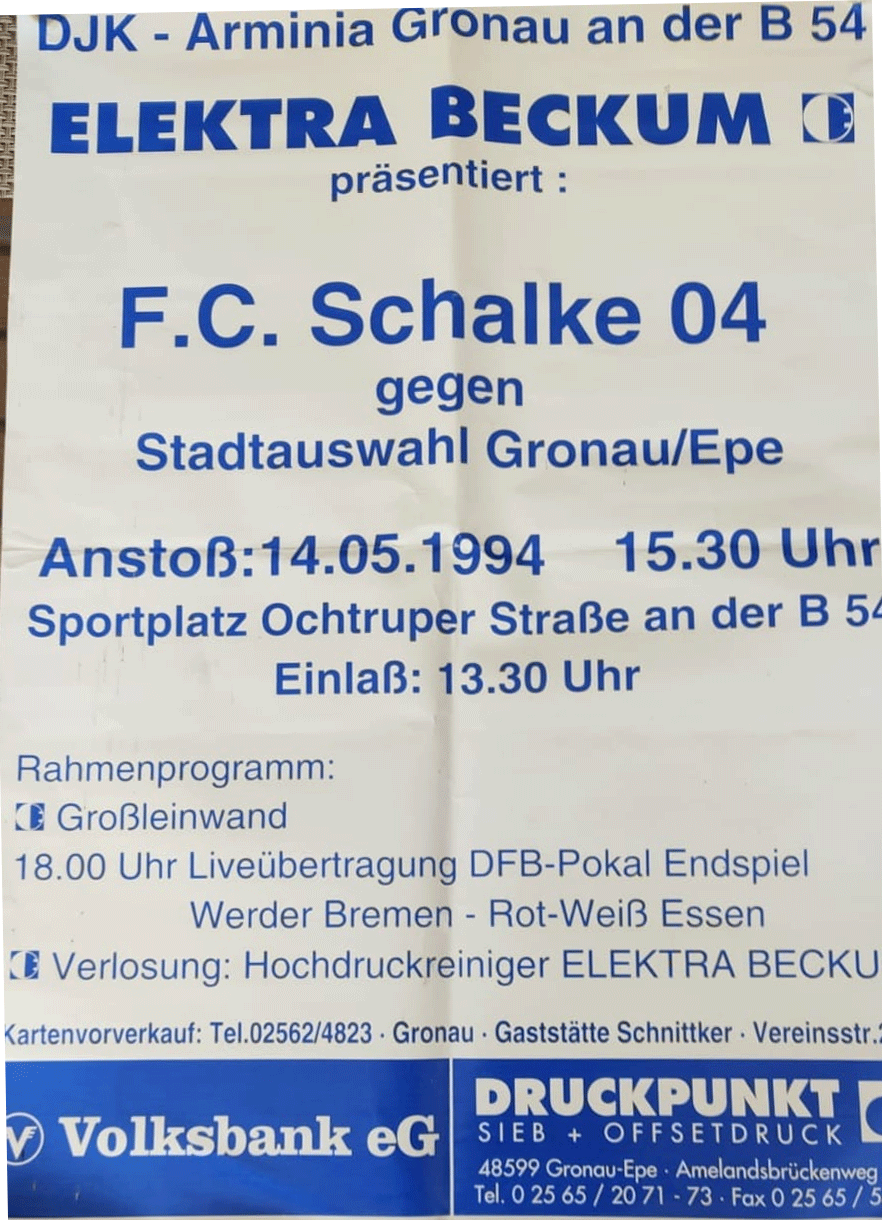 DJK - Arminia Gronau an der B 54
ELEKTRA BECKUM
präsentiert :
F.C. Schalke 04
gegen
Stadtauswahl Gronau/Epe
Anstoß:14.05.1994 15.30 Uhr
Sportplatz Ochtruper Straße an der B 54
Einlaß: 13.30 Uhr
Rahmenprogramm:
Großleinwand
18.00 Uhr Liveübertragung DFB-Pokal Endspiel
Werder Bremen - Rot-Weiß Essen
Verlosung: Hochdruckreiniger ELEKTRA BECKU
Kartenvorverkauf: Tel.02562/4823 · Gronau · Gaststätte Schnittker · Vereinsstr.
Volksbank eG
DRUCKPUNKT
SIEB + OFFSETDRUCK
48599 Gronau-Epe · Amelandsbrückenweg
Tel. 0 25 65 / 20 71 - 73 · Fax 0 25 65 / 5